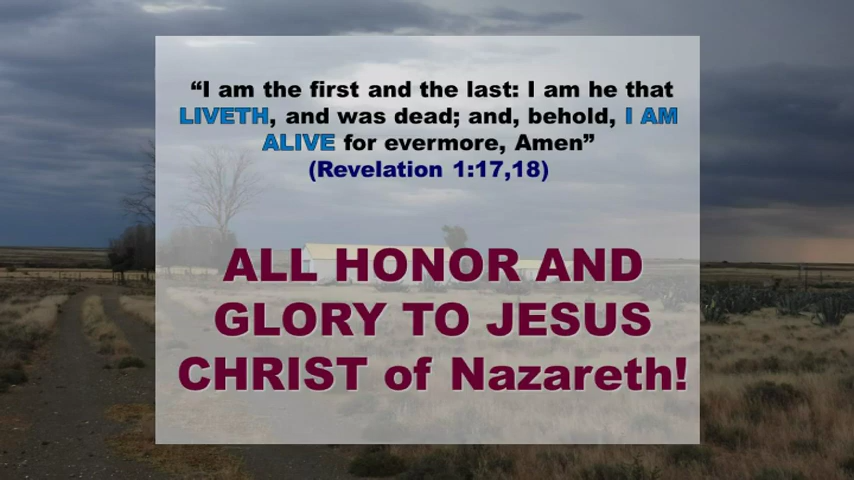 “I am the first and the last: I am he that
LIVETH, and was dead; and, behold, I AM
ALIVE for evermore, Amen”
(Revelation 1:17,18)
ALL HONOR AND
GLORY TO JESUS
CHRIST of Nazareth!